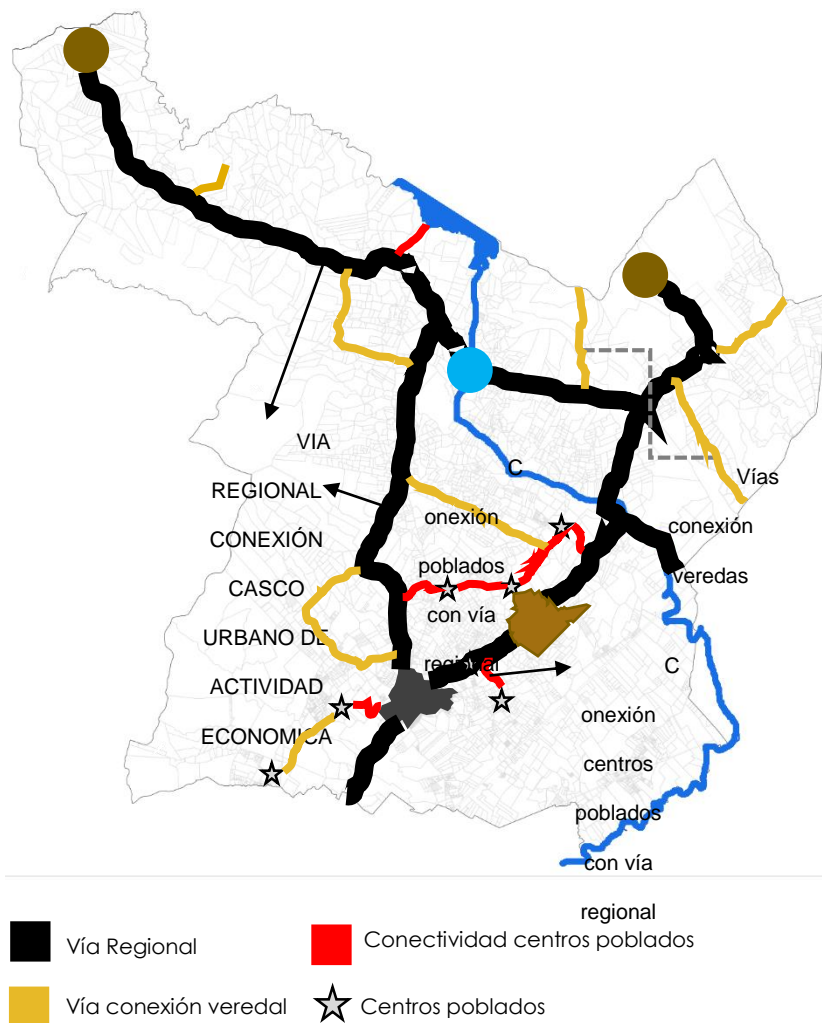 VIA
REGIONAL
CONEXIÓN
CASCO
URBANO DE
ACTIVIDAD
ECONOMICA
C
onexión
poblados
con vía
regional
Vías
conexión
veredas
C
onexión
centros
poblados
con vía
regional
Vía Regional
Conectividad centros poblados
Vía conexión veredal
Centros poblados